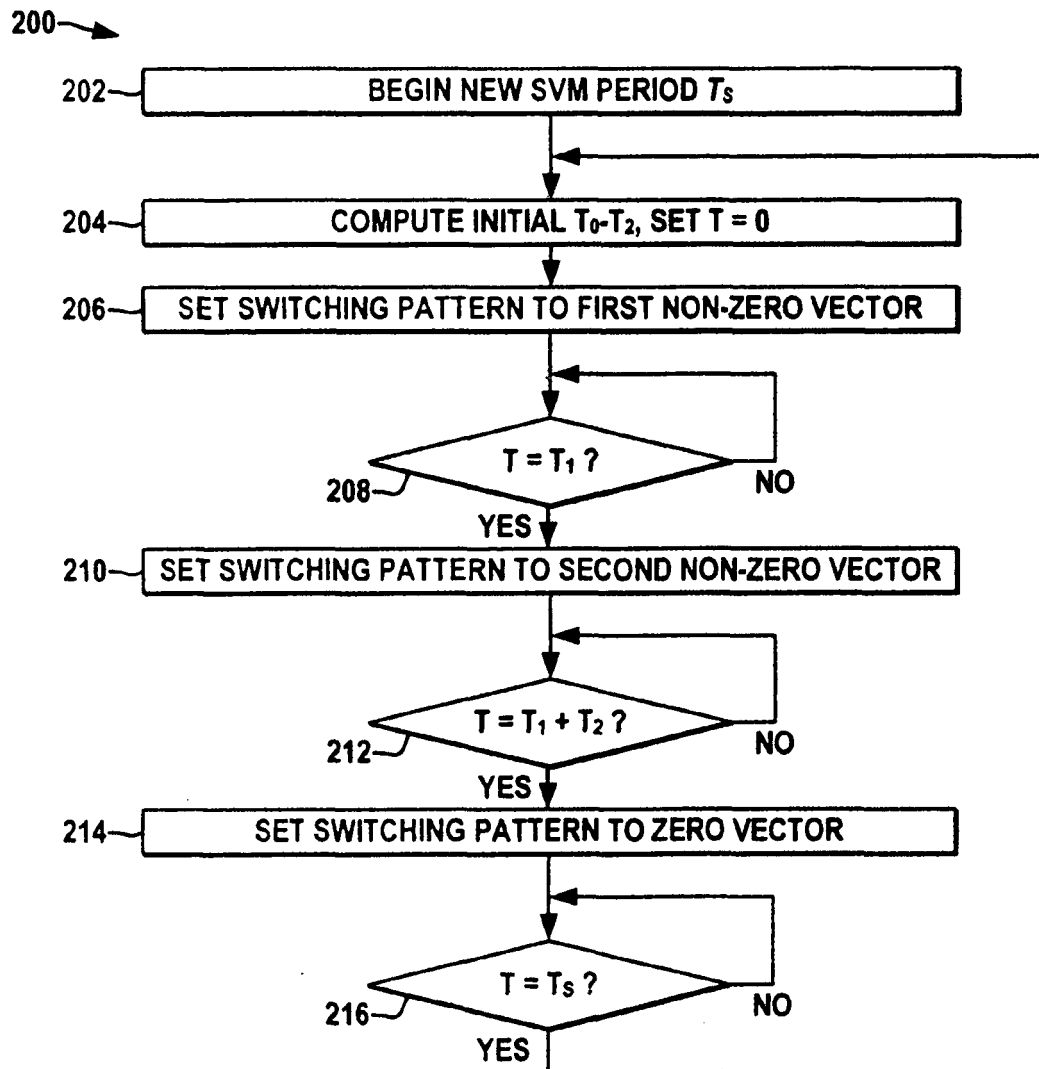 200
202
BEGIN NEW SVM PERIOD Ts
204
COMPUTE INITIAL T0-T2, SET T = 0
206
SET SWITCHING PATTERN TO FIRST NON-ZERO VECTOR
T = T1 ?
208
NO
YES
210
SET SWITCHING PATTERN TO SECOND NON-ZERO VECTOR
T = T1 + T2 ?
212
NO
YES
214
SET SWITCHING PATTERN TO ZERO VECTOR
T = TS ?
216
NO
YES